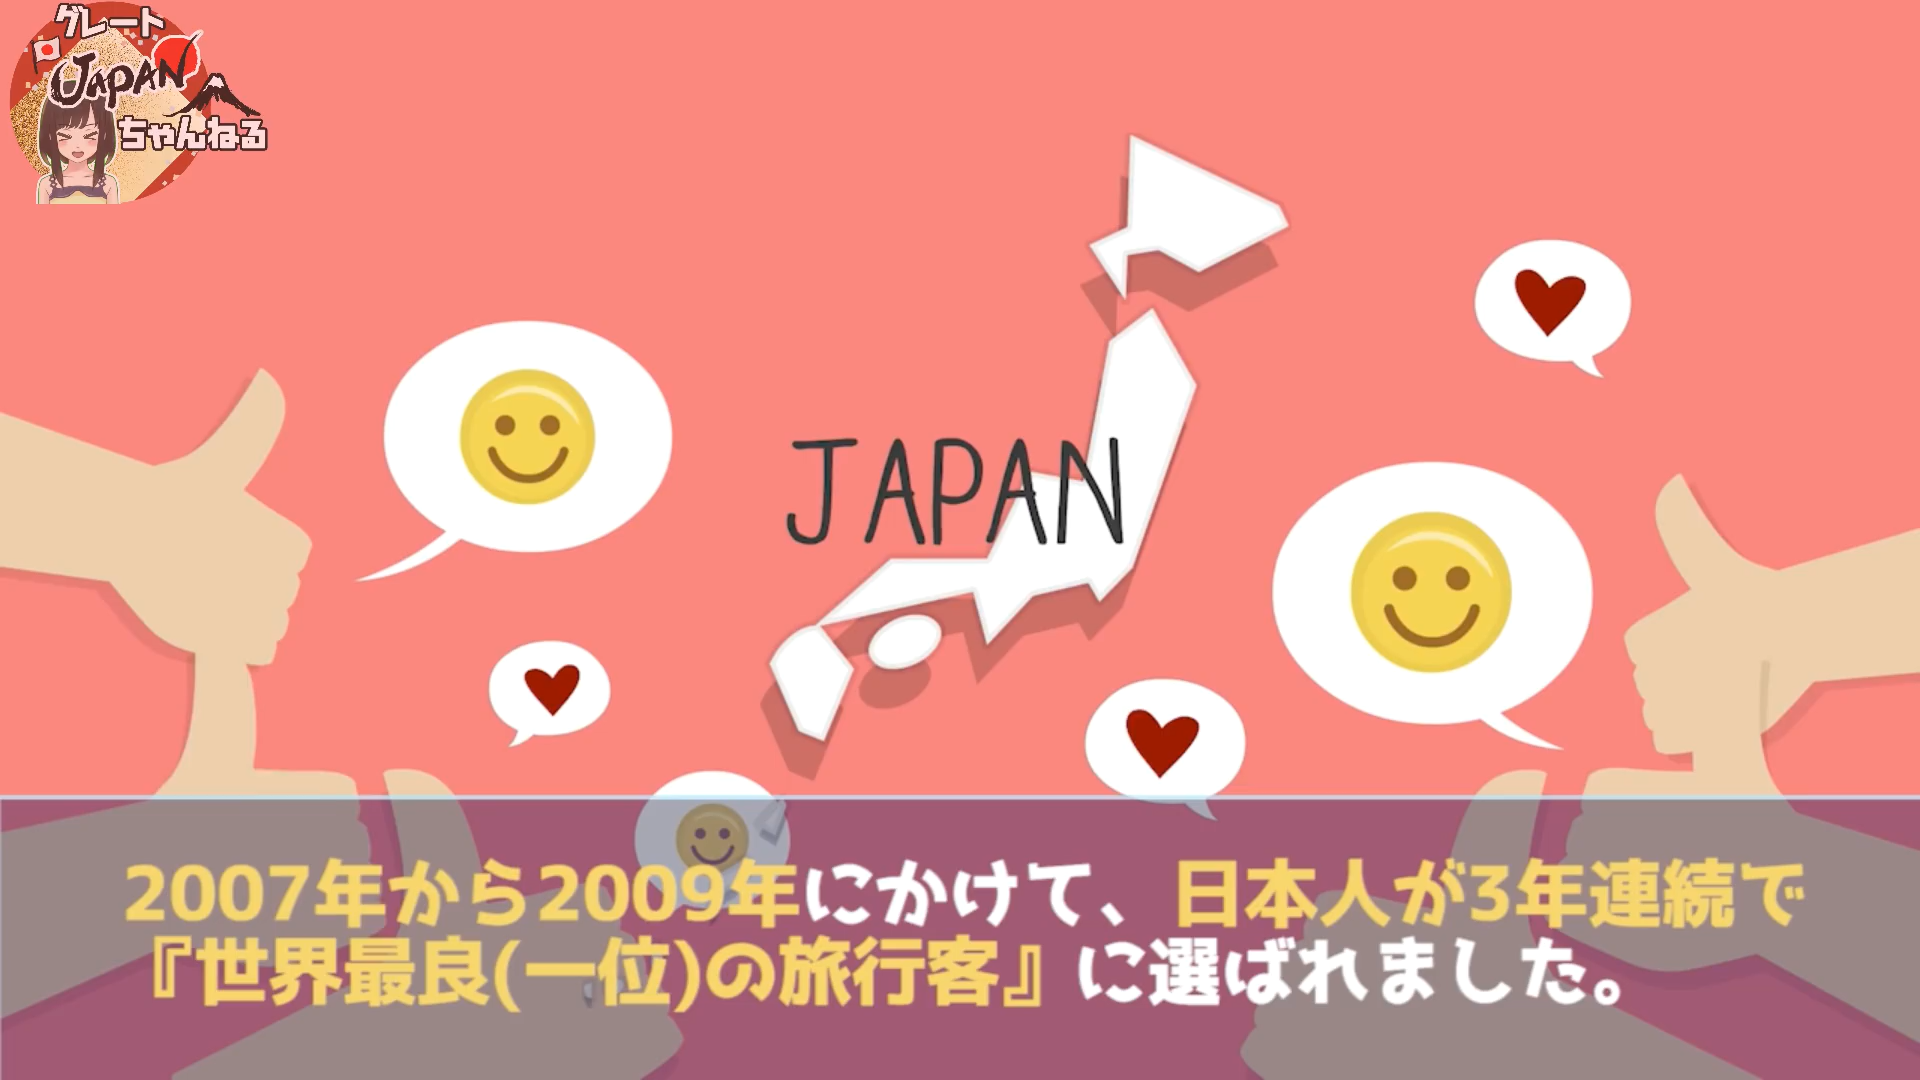 グレート
JAPAN
ちゃんねる
JAPAN
2007年から2009年にかけて、日本人が3年連続で
『世界最良(一位)の旅行客』に選ばれました。